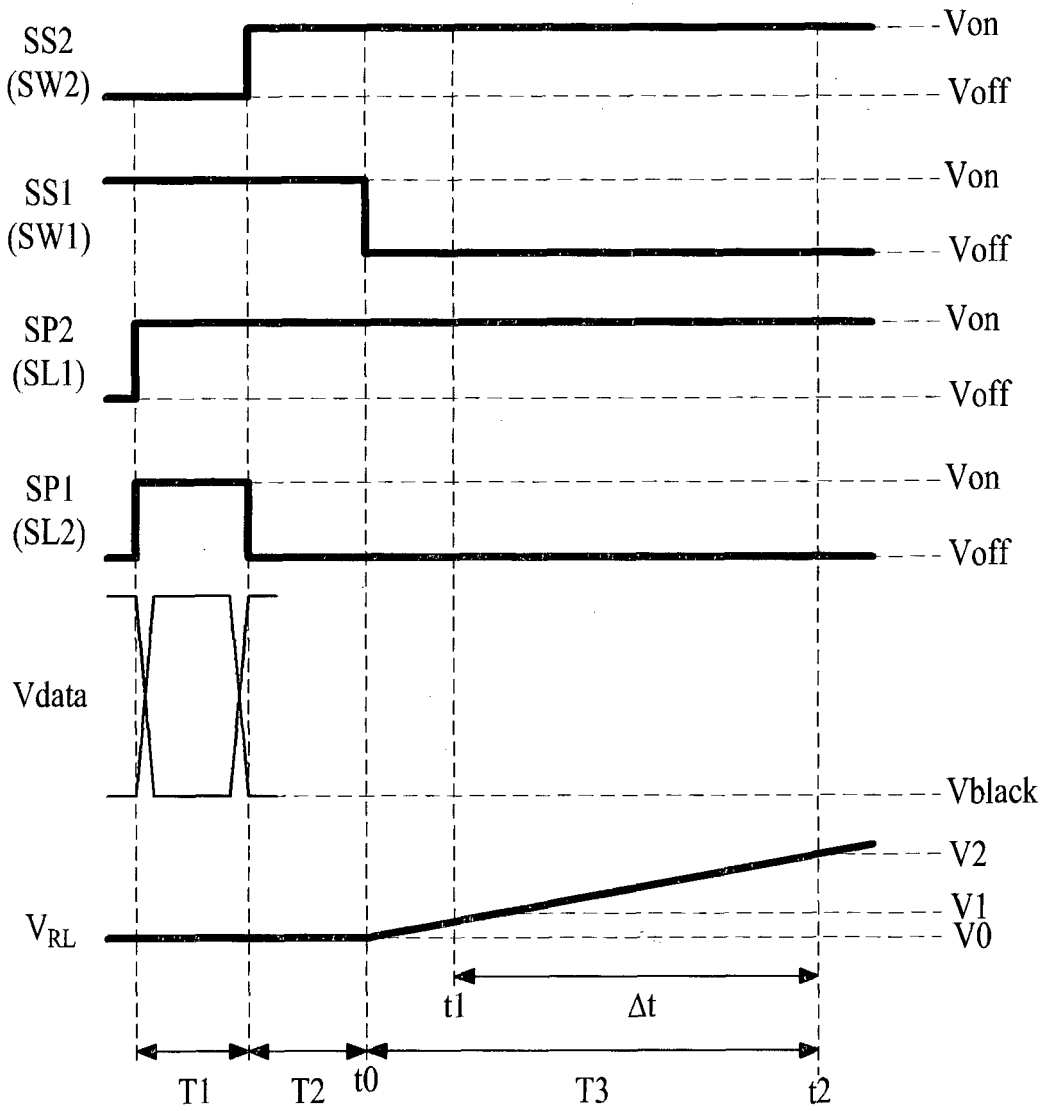 SS2
(SW2)
Von
Voff
SS1
(SW1)
Von
Voff
SP2
(SL1)
Von
Voff
SP1
(SL2)
Von
Voff
Vdata
Vblack
V2
V1
VRL
V0
t1
Δt
T1
T2
t0
T3
t2